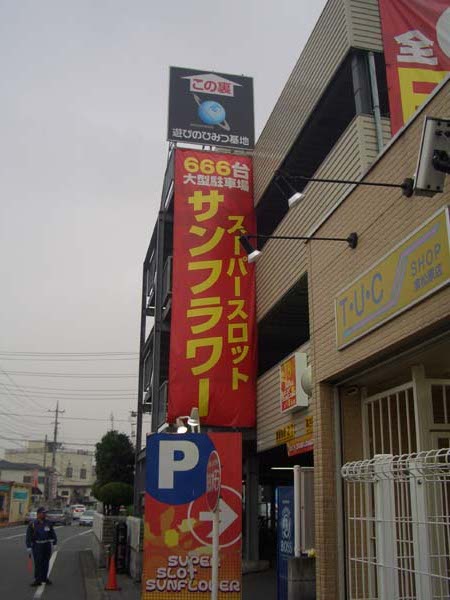 この裏
遊びのひみつ基地
666台
大型駐車場
スーパースロット
サンフラワー
全
T・U・C SHOP
P
SUPER
SLOT
SUNFLOWER
BOSS